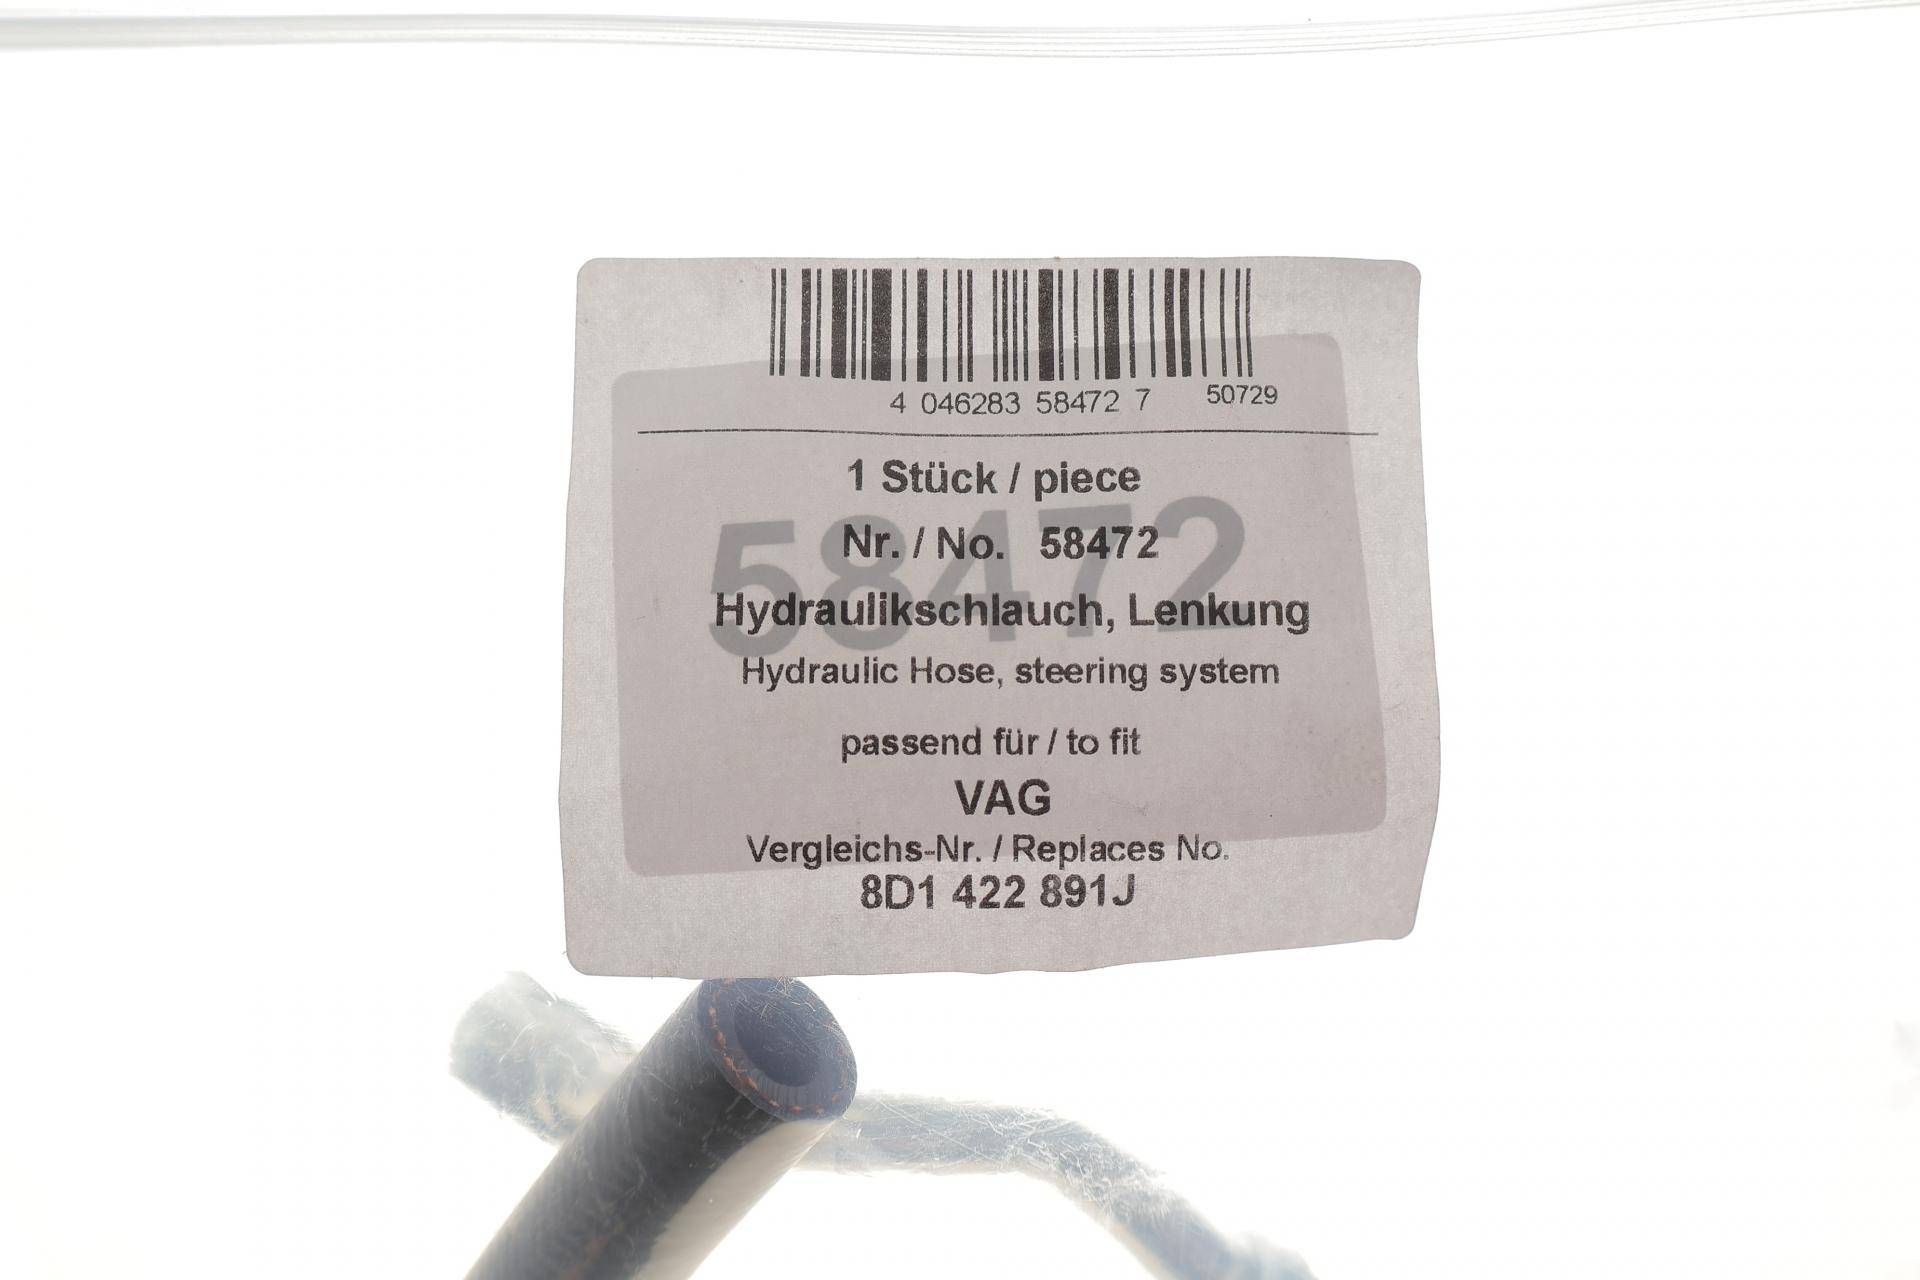 4 046283 58472 7 50729
1 Stück / piece
Nr. / No. 58472
58472
Hydraulikschlauch, Lenkung
Hydraulic Hose, steering system
passend für / to fit
VAG
Vergleichs-Nr. / Replaces No.
8D1 422 891J